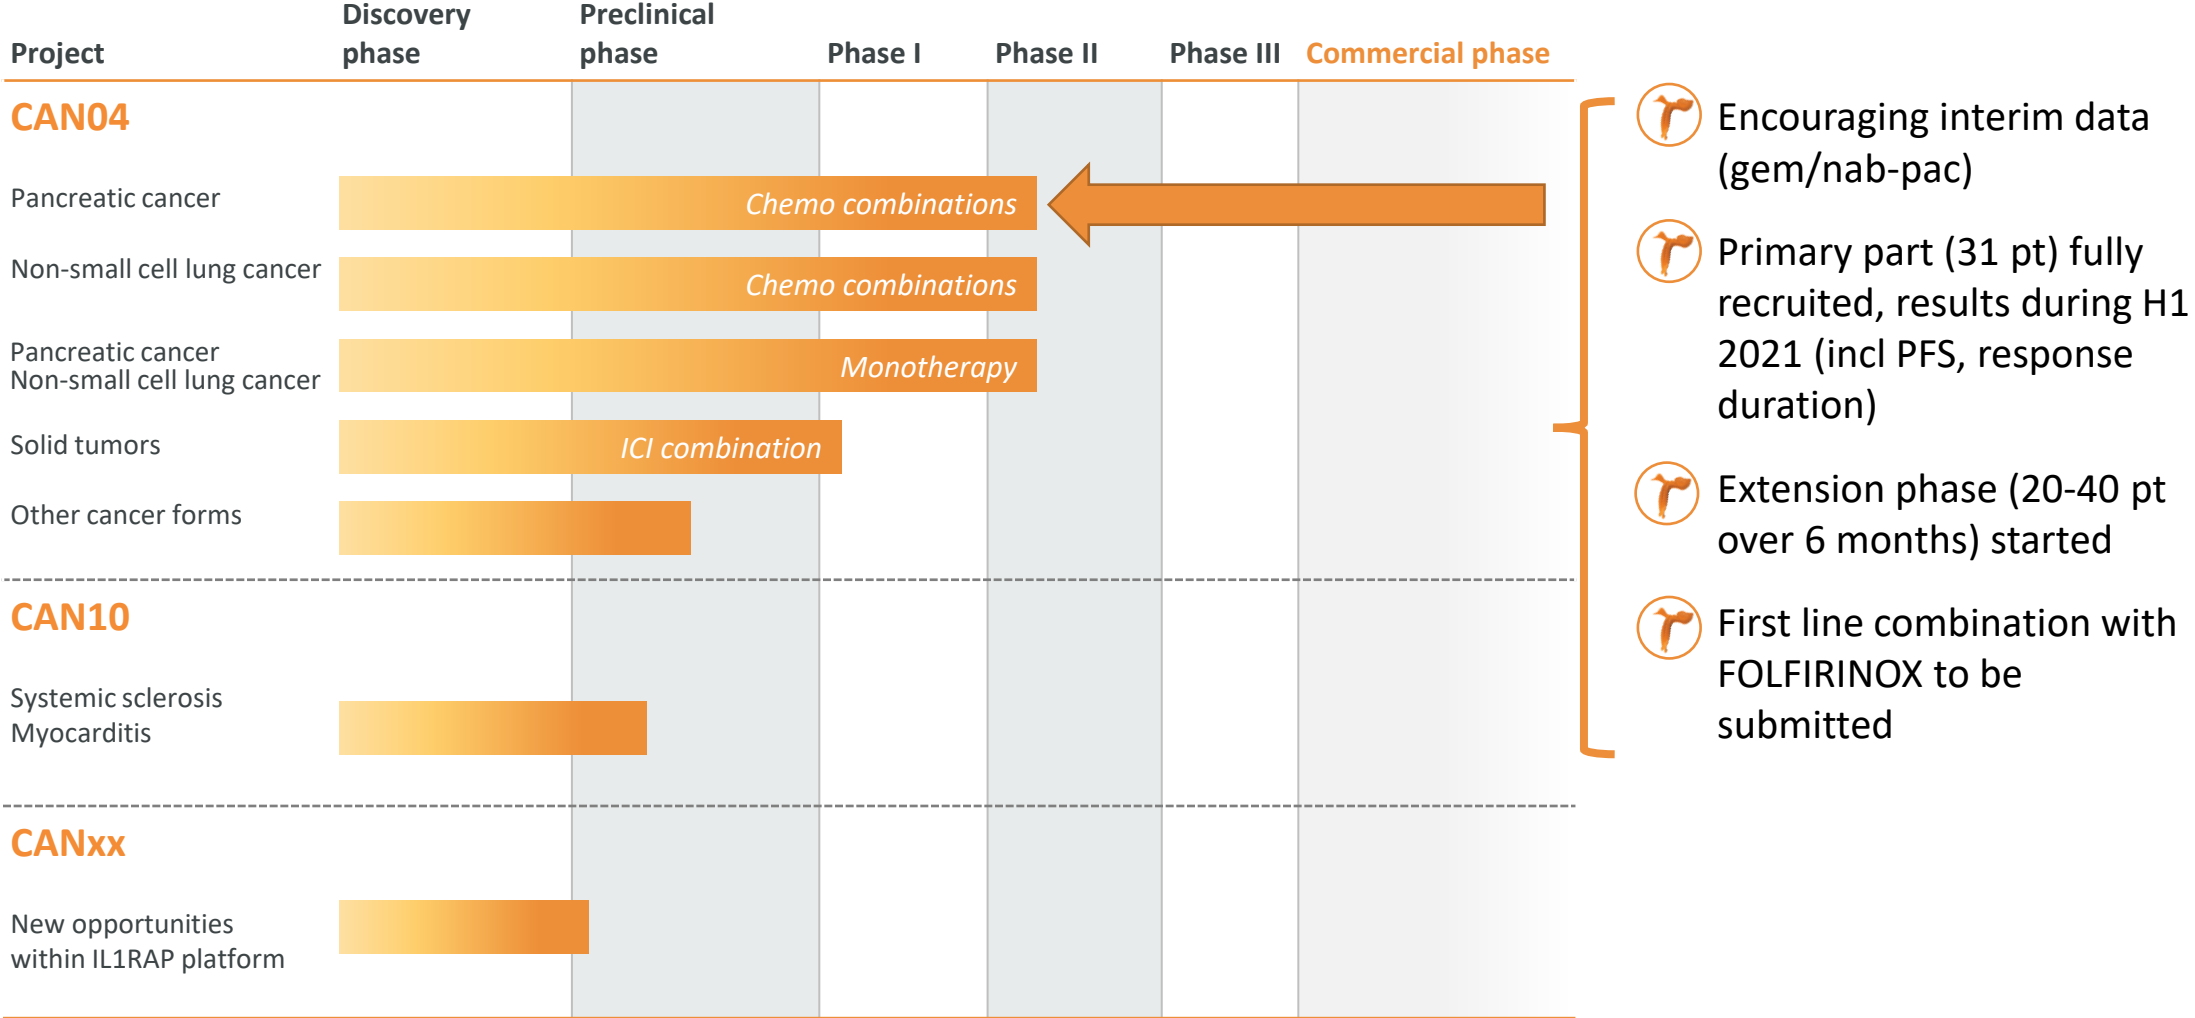 Project
Discovery
phase
Preclinical
phase
Phase I
Phase II
Phase III
Commercial phase
CAN04
Pancreatic cancer
Chemo combinations
Non-small cell lung cancer
Chemo combinations
Pancreatic cancer
Non-small cell lung cancer
Monotherapy
Solid tumors
ICI combination
Other cancer forms
CAN10
Systemic sclerosis
Myocarditis
CANxx
New opportunities
within IL1RAP platform
Encouraging interim data
(gem/nab-pac)
Primary part (31 pt) fully
recruited, results during H1
2021 (incl PFS, response
duration)
Extension phase (20-40 pt
over 6 months) started
First line combination with
FOLFIRINOX to be
submitted